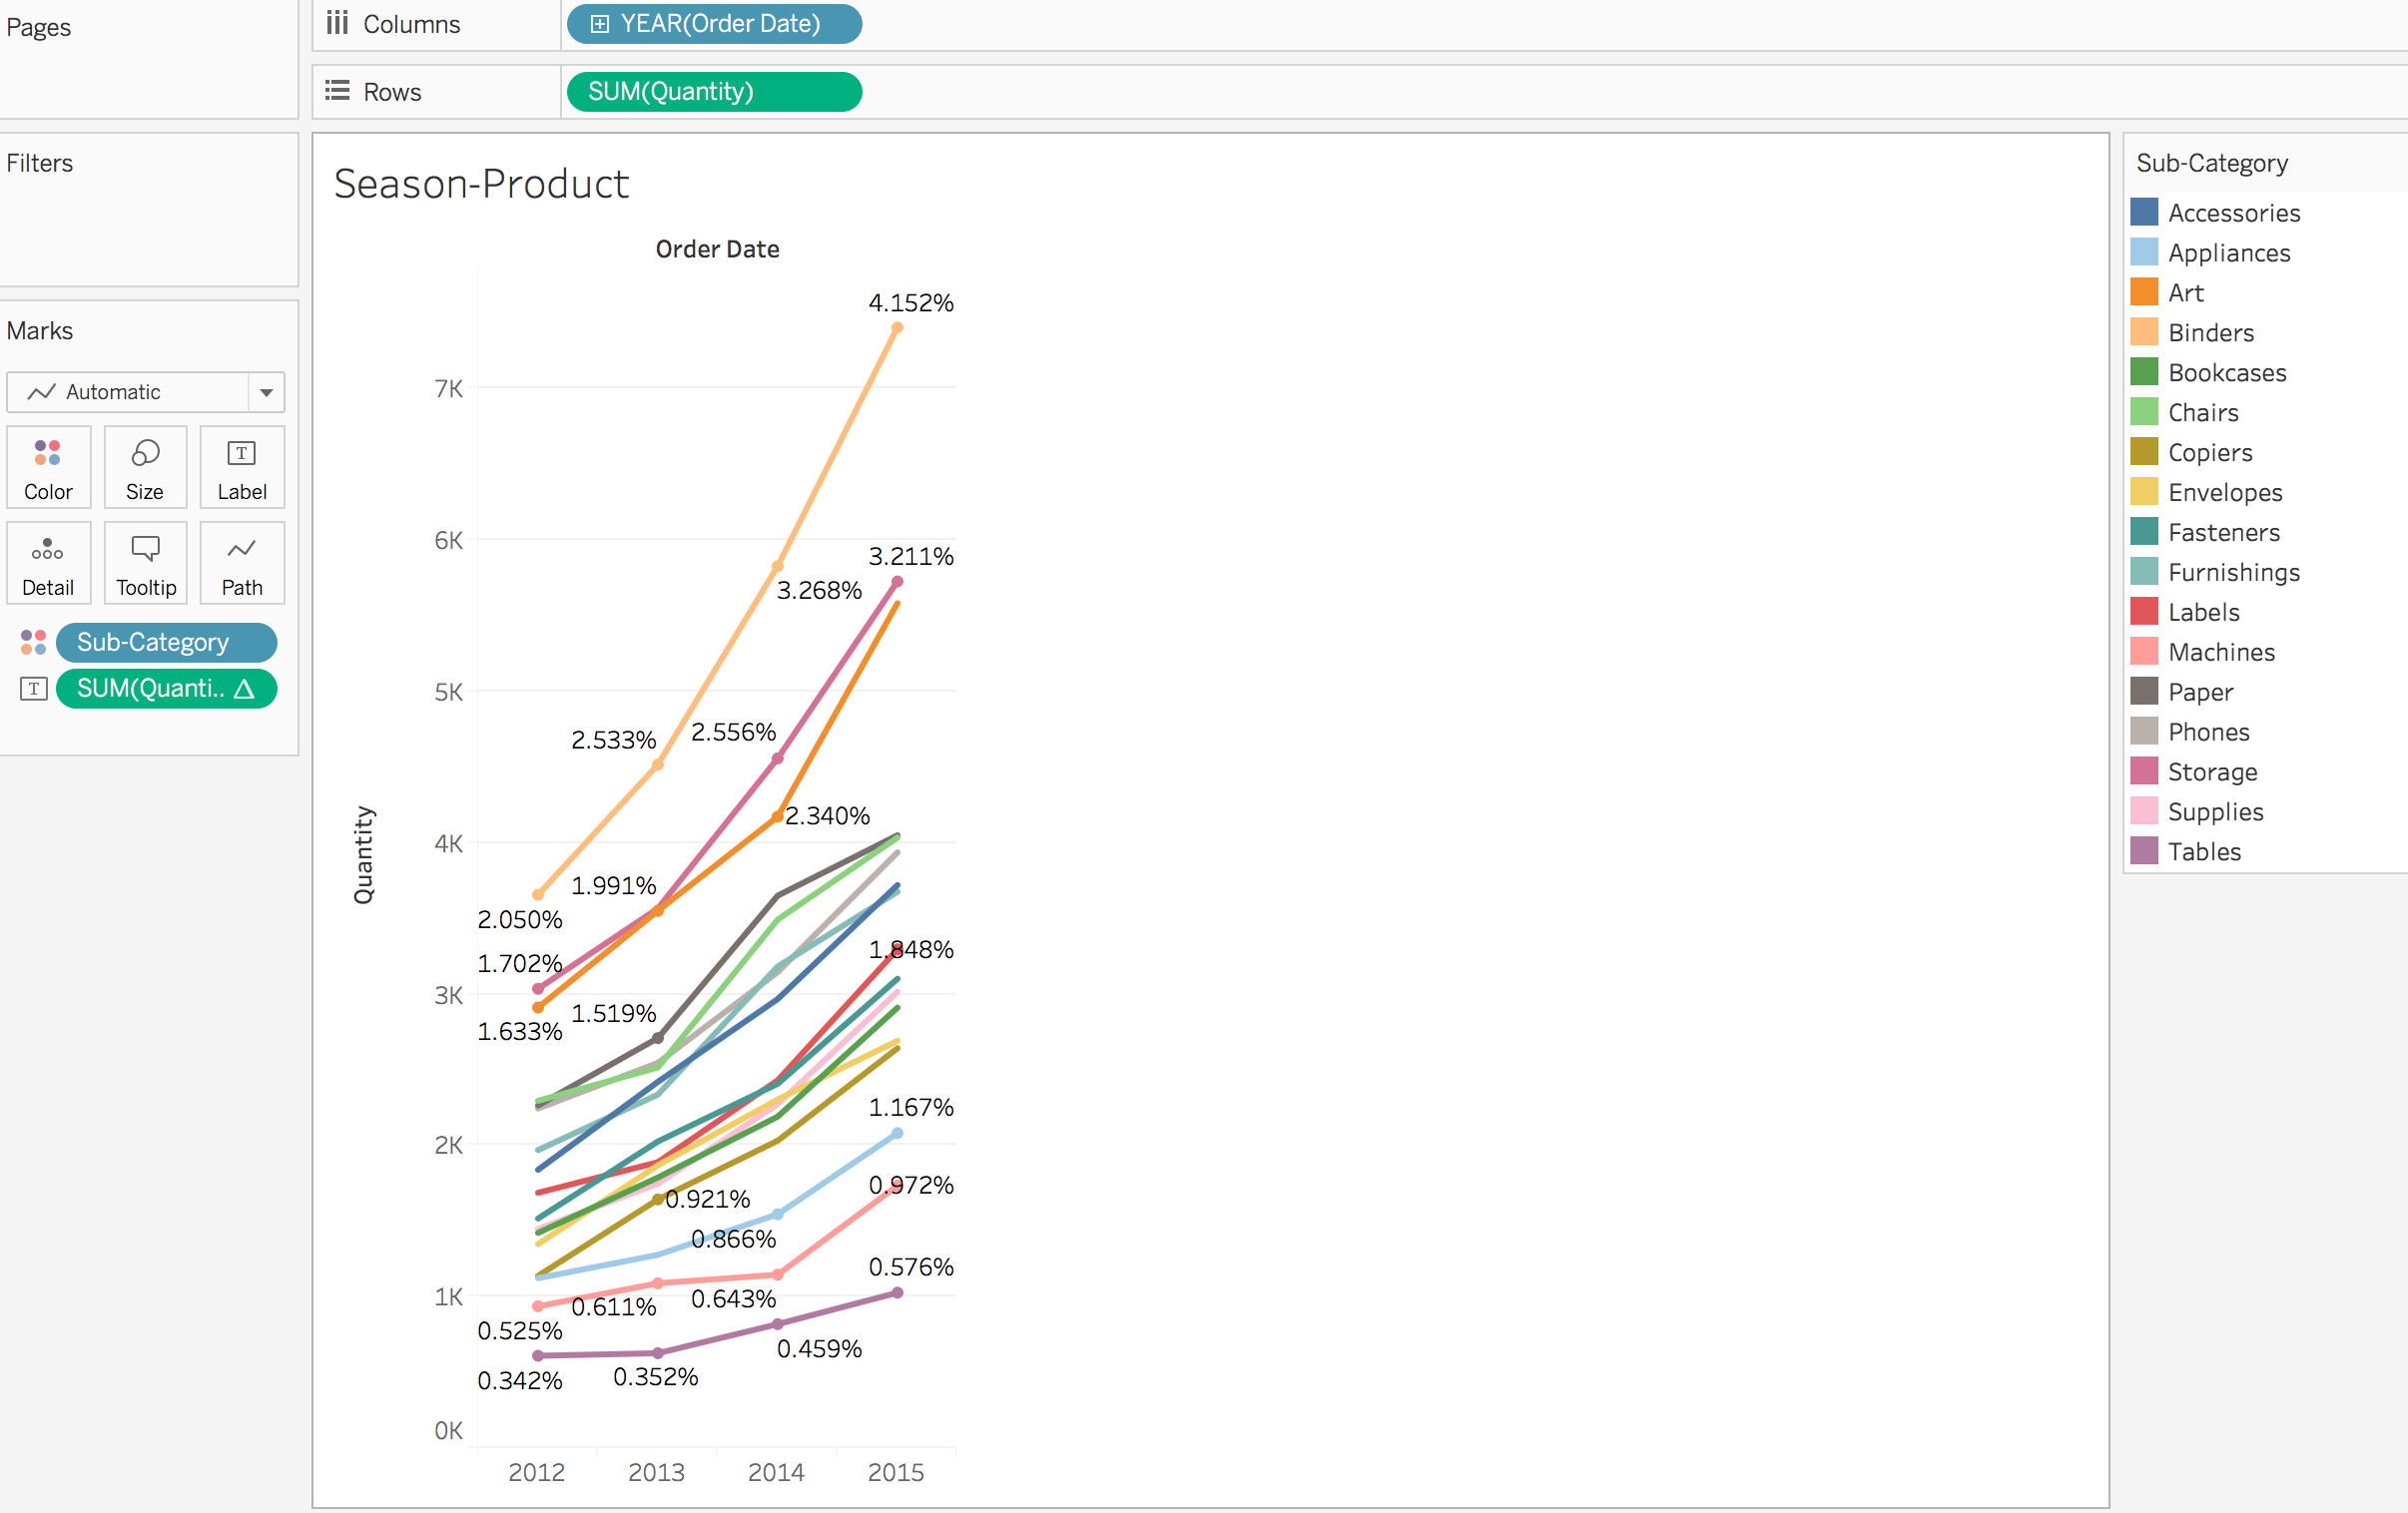 Pages
Columns
YEAR(Order Date)
Rows
SUM(Quantity)
Filters
Marks
Automatic
Color
Size
Label
Detail
Tooltip
Path
Sub-Category
SUM(Quanti..
Season-Product
Order Date
Quantity
7K
6K
5K
4K
3K
2K
1K
0K
4.152%
3.211%
3.268%
2.533%
2.556%
2.340%
1.991%
2.050%
1.702%
1.848%
1.519%
1.633%
1.167%
0.972%
0.921%
0.866%
0.576%
0.643%
0.611%
0.525%
0.459%
0.352%
0.342%
2012
2013
2014
2015
Sub-Category
Accessories
Appliances
Art
Binders
Bookcases
Chairs
Copiers
Envelopes
Fasteners
Furnishings
Labels
Machines
Paper
Phones
Storage
Supplies
Tables